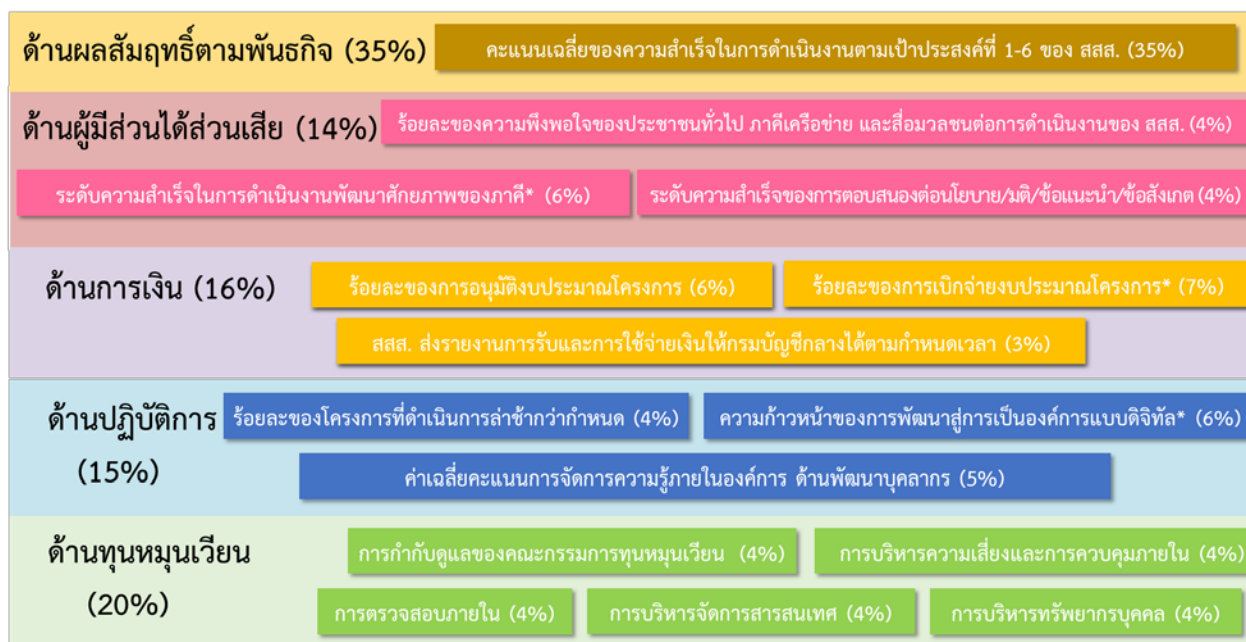 ด้านผลสัมฤทธิ์ตามพันธกิจ (35%)
คะแนนเฉลี่ยของความสำเร็จในการดำเนินงานตามเป้าประสงค์ที่ 1-6 ของ สสส. (35%)
ด้านผู้มีส่วนได้ส่วนเสีย (14%)
ร้อยละของความพึงพอใจของประชาชนทั่วไป ภาคีเครือข่าย และสื่อมวลชนต่อการดำเนินงานของ สสส. (4%)
ระดับความสำเร็จในการดำเนินงานพัฒนาศักยภาพของภาคี* (6%)
ระดับความสำเร็จของการตอบสนองต่อนโยบาย/มติ/ข้อแนะนำ/ข้อสังเกต (4%)
ด้านการเงิน (16%)
ร้อยละของการอนุมัติงบประมาณโครงการ (6%)
ร้อยละของการเบิกจ่ายงบประมาณโครงการ* (7%)
สสส. ส่งรายงานการรับและการใช้จ่ายเงินให้กรมบัญชีกลางได้ตามกำหนดเวลา (3%)
ด้านปฏิบัติการ
(15%)
ร้อยละของโครงการที่ดำเนินการล่าช้ากว่ากำหนด (4%)
ความก้าวหน้าของการพัฒนาสู่การเป็นองค์การแบบดิจิทัล* (6%)
ค่าเฉลี่ยคะแนนการจัดการความรู้ภายในองค์การ ด้านพัฒนาบุคลากร (5%)
ด้านทุนหมุนเวียน
(20%)
การกำกับดูแลของคณะกรรมการทุนหมุนเวียน (4%)
การบริหารความเสี่ยงและการควบคุมภายใน (4%)
การตรวจสอบภายใน (4%)
การบริหารจัดการสารสนเทศ (4%)
การบริหารทรัพยากรบุคคล (4%)